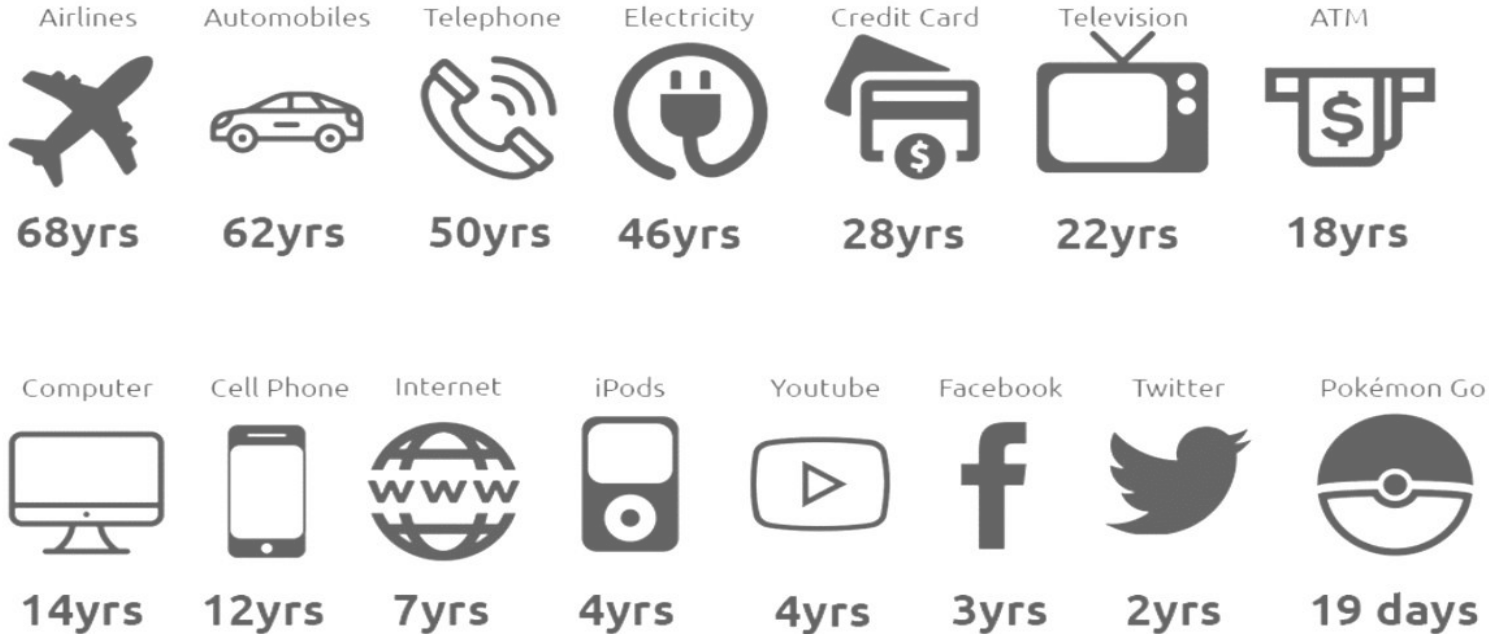 Airlines Automobiles Telephone Electricity Credit Card Television ATM
$ $
68yrs 62yrs 50yrs 46yrs 28yrs 22yrs 18yrs
Computer Cell Phone Internet iPods Youtube Facebook Twitter Pokémon Go
WWW f
14yrs 12yrs 7yrs 4yrs 4yrs 3yrs 2yrs 19 days